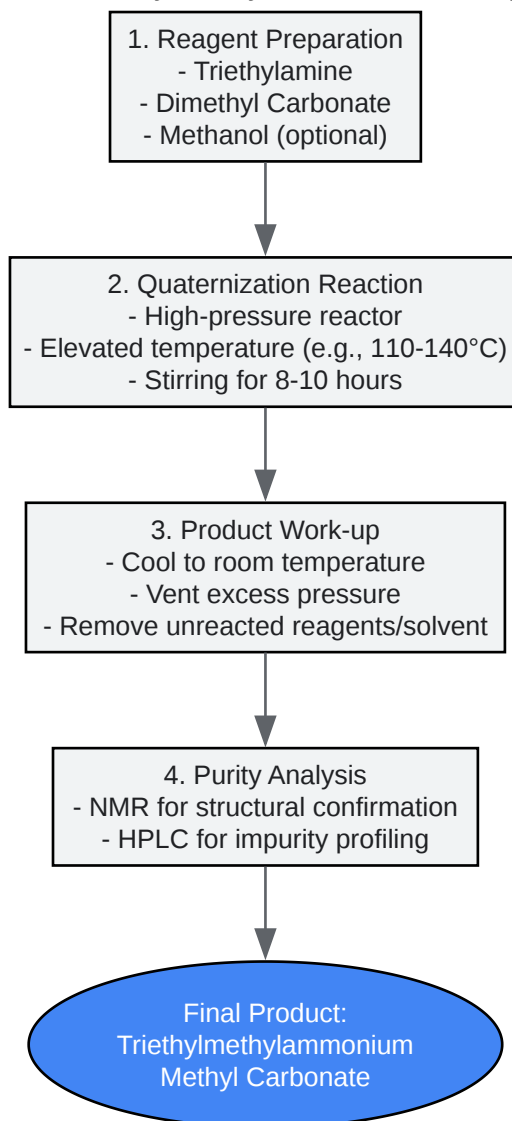 1. Reagent Preparation
- Triethylamine
- Dimethyl Carbonate
- Methanol (optional)
2. Quaternization Reaction
- High-pressure reactor
- Elevated temperature (e.g., 110-140°C)
- Stirring for 8-10 hours
3. Product Work-up
- Cool to room temperature
- Vent excess pressure
- Remove unreacted reagents/solvent
4. Purity Analysis
- NMR for structural confirmation
- HPLC for impurity profiling
Final Product:
Triethylmethylammonium
Methyl Carbonate